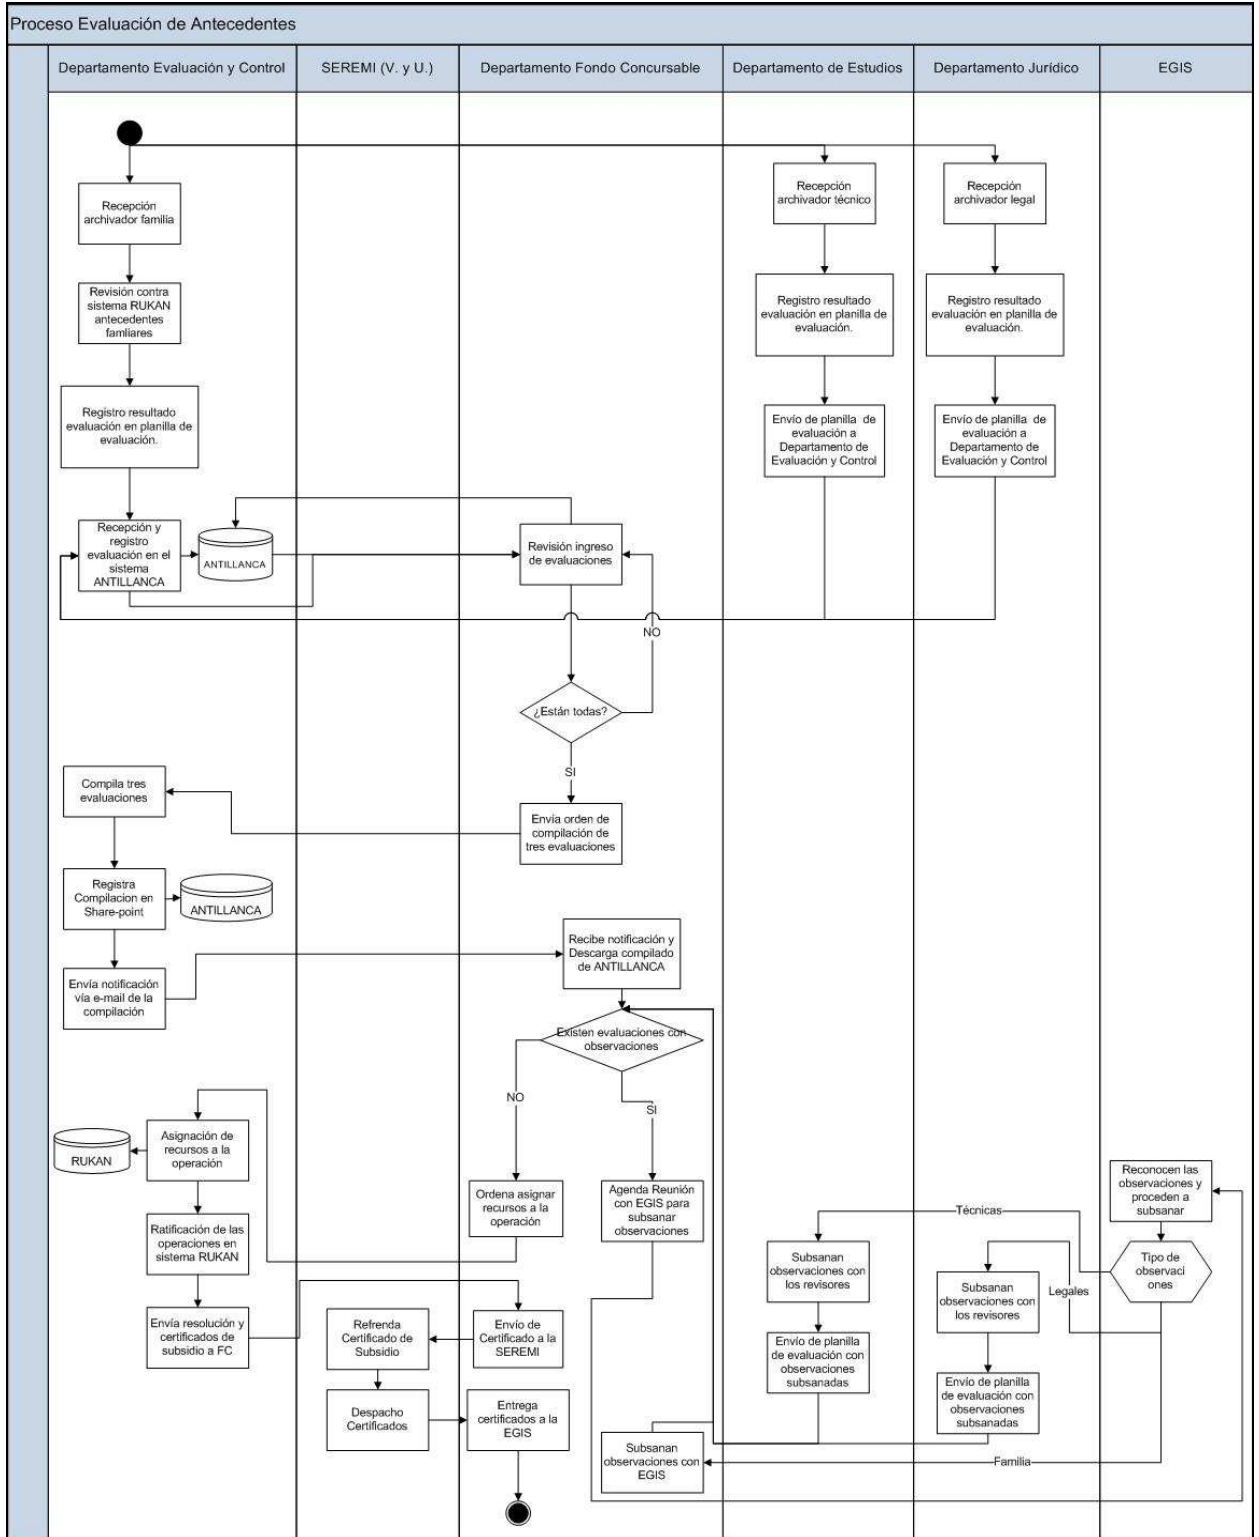 Proceso Evaluación de Antecedentes
Departamento Evaluación y Control
SEREMI (V. y U.)
Departamento Fondo Concursable
Departamento de Estudios
Departamento Jurídico
EGIS
Recepción
archivador familia
Recepción
archivador técnico
Recepción
archivador legal
Revisión contra
sistema RUKAN
antecedentes
famliares
Registro resultado
evaluación en planilla de
evaluación.
Registro resultado
evaluación en planilla de
evaluación.
Registro resultado
evaluación en planilla de
evaluación.
Envío de planilla de
evaluación a
Departamento de
Evaluación y Control
Envío de planilla de
evaluación a
Departamento de
Evaluación y Control
Recepción y
registro
evaluación en el
sistema
ANTILLANCA
ANTILLANCA
Revisión ingreso
de evaluaciones
NO
¿Están todas?
SI
Compila tres
evaluaciones
Envía orden de
compilación de
tres evaluaciones
Registra
Compilacion en
Share-point
ANTILLANCA
Recibe notificación y
Descarga compilado
de ANTILLANCA
Envía notificación
vía e-mail de la
compilación
Existen evaluaciones con
observaciones
NO
SI
Asignación de
recursos a la
operación
RUKAN
Ordena asignar
recursos a la
operación
Agenda Reunión
con EGIS para
subsanar
observaciones
Reconocen las
observaciones y
proceden a
subsanar
Técnicas
Ratificación de las
operaciones en
sistema RUKAN
Subsanan
observaciones con
los revisores
Tipo de
observaci
ones
Subsanan
observaciones con
los revisores
Legales
Envía resolución y
certificados de
subsidio a FC
Refrenda
Certificado de
Subsidio
Envío de
Certificado a la
SEREMI
Envío de planilla
de evaluación con
observaciones
subsanadas
Envío de planilla
de evaluación con
observaciones
subsanadas
Despacho
Certificados
Entrega
certificados a la
EGIS
Subsanan
observaciones con
EGIS
Familia